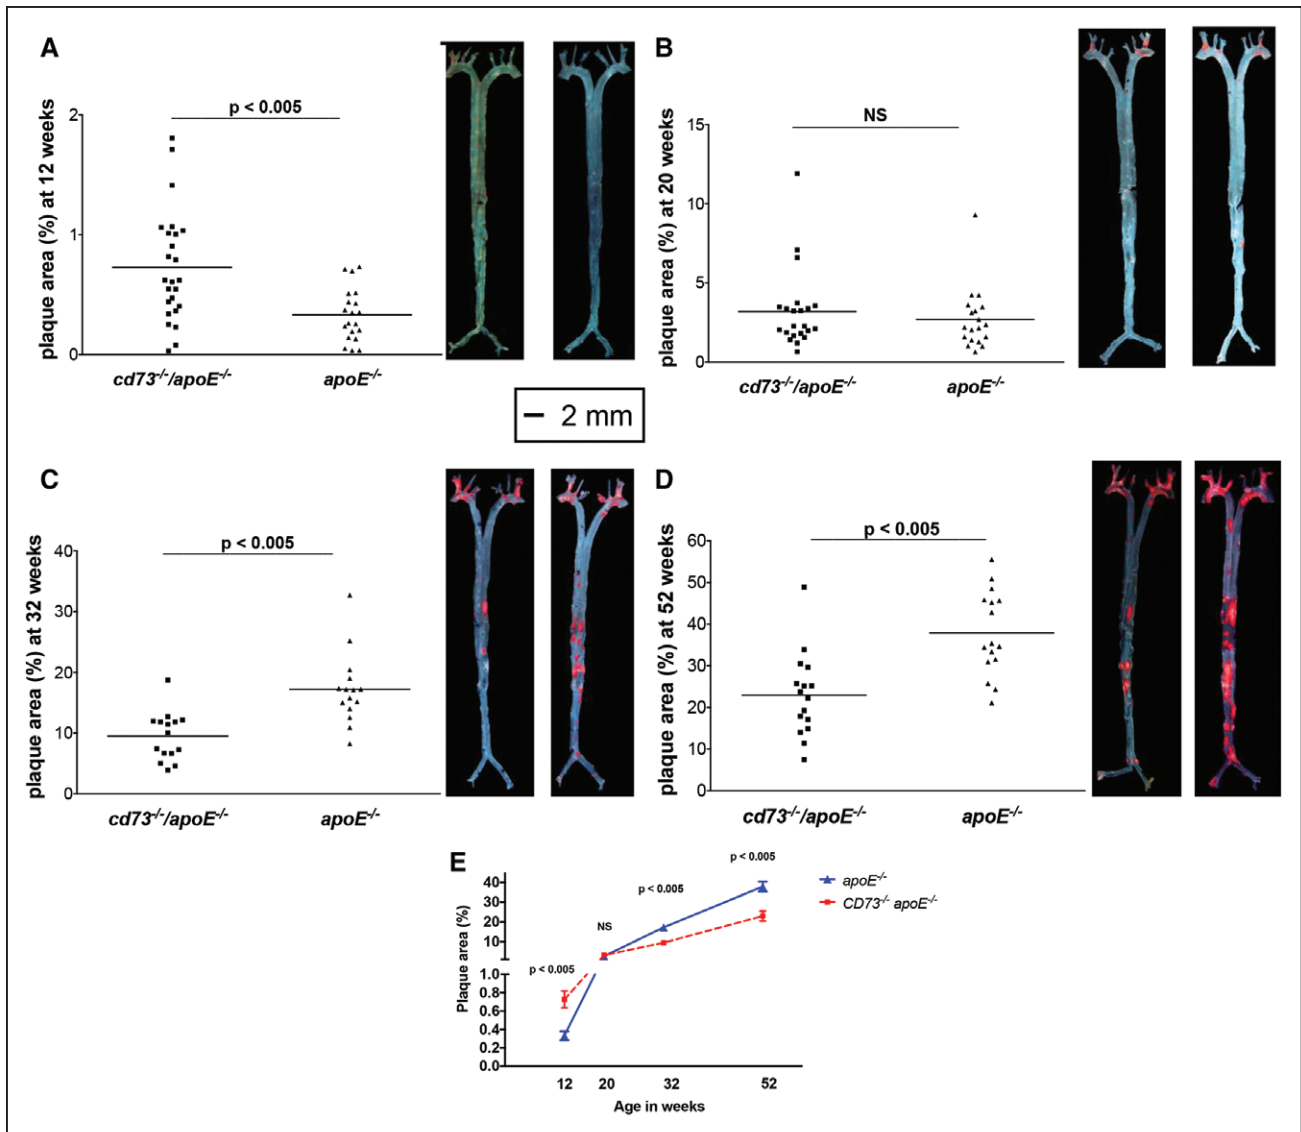 A
plaque area (%) at 12 weeks
2
1
0
p < 0.005
cd73-/-/apoE-/-
apoE-/-
B
plaque area (%) at 20 weeks
15
10
5
0
NS
cd73-/-/apoE-/-
apoE-/-
2 mm
C
plaque area (%) at 32 weeks
40
30
20
10
0
p < 0.005
cd73-/-/apoE-/-
apoE-/-
D
plaque area (%) at 52 weeks
60
50
40
30
20
10
0
p < 0.005
cd73-/-/apoE-/-
apoE-/-
E
Plaque area (%)
40
30
20
10
1.0
0.8
0.6
0.4
0.2
0.0
p < 0.005
NS
p < 0.005
p < 0.005
12 20 32 52
Age in weeks
apoE-/-
CD73-/- apoE-/-